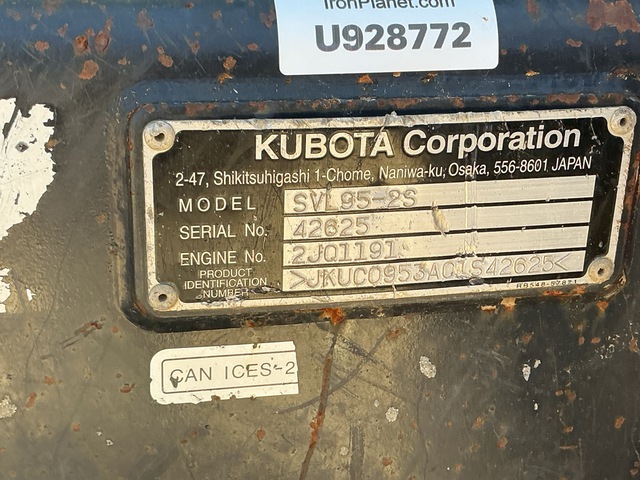 IronPlanet.com
U928772
KUBOTA Corporation
2-47, Shikitsuhigashi 1-Chome, Naniwa-ku, Osaka, 556-8601 JAPAN
MODEL SVL95-2S
SERIAL No. 42625
ENGINE No. 2JQ1191
PRODUCT IDENTIFICATION NUMBER >JKUC0953AQ1S42625<
CAN ICES-2